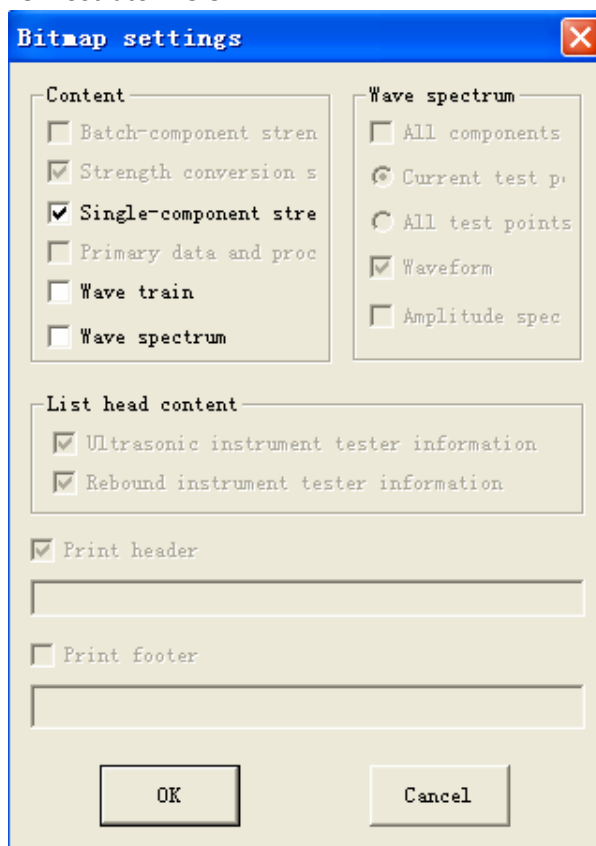 Bitmap settings
Content
Batch-component stren
Strength conversion s
Single-component stre
Primary data and proc
Wave train
Wave spectrum
Wave spectrum
All components
Current test p
All test points
Waveform
Amplitude spec
List head content
Ultrasonic instrument tester information
Rebound instrument tester information
Print header
Print footer
OK
Cancel